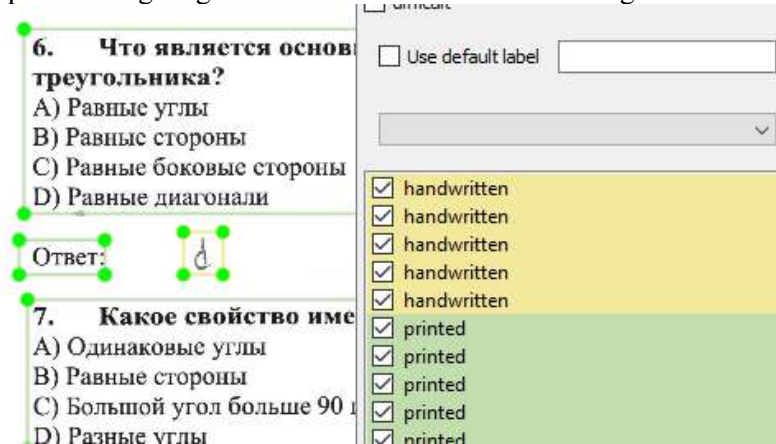 difficult
6. Что является основ
треугольника?
A) Равные углы
B) Равные стороны
C) Равные боковые стороны
D) Равные диагонали
Ответ:
d
7. Какое свойство име
A) Одинаковые углы
B) Равные стороны
C) Большой угол больше 90
D) Разные углы
Use default label
handwritten
handwritten
handwritten
handwritten
handwritten
printed
printed
printed
printed
printed